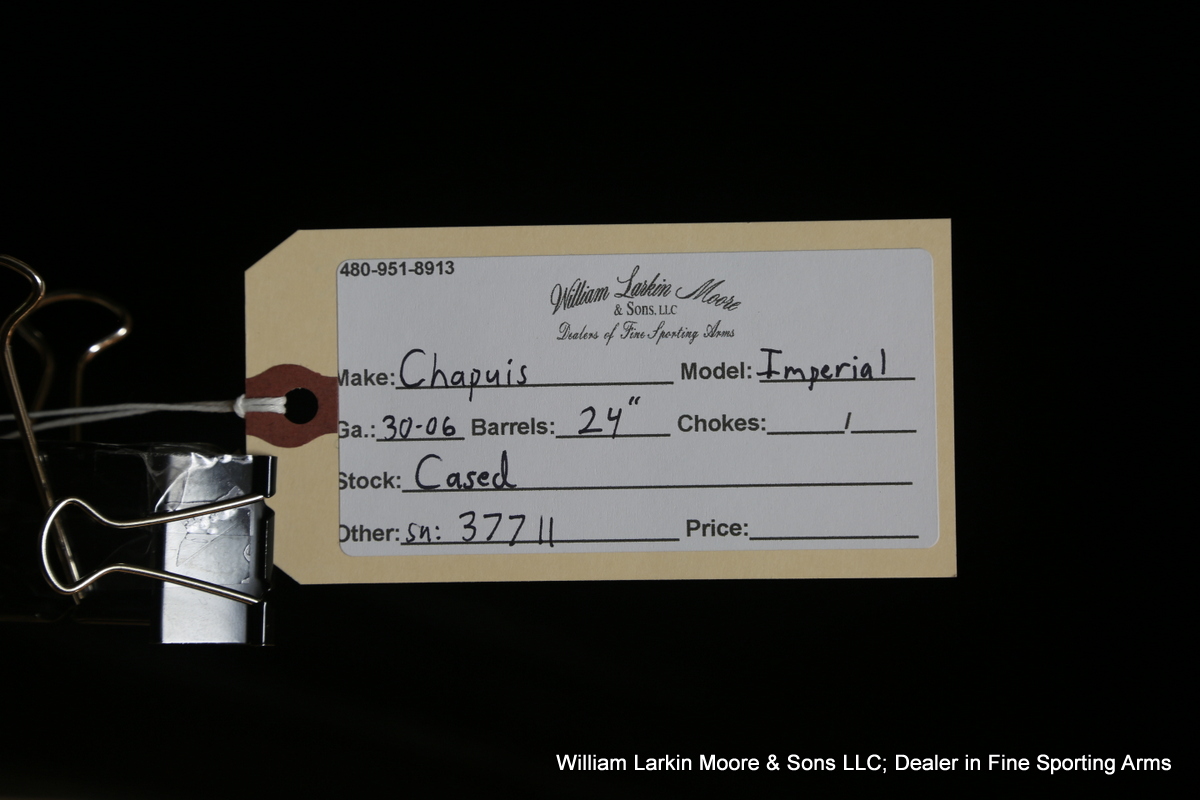 480-951-8913
William Larkin Moore
& Sons, LLC
Dealers of Fine Sporting Arms
Make: Chapuis Model: Imperial
Ga.: 30-06 Barrels: 24" Chokes: /
Stock: Cased
Other: sn: 37711 Price:
William Larkin Moore & Sons LLC; Dealer in Fine Sporting Arms